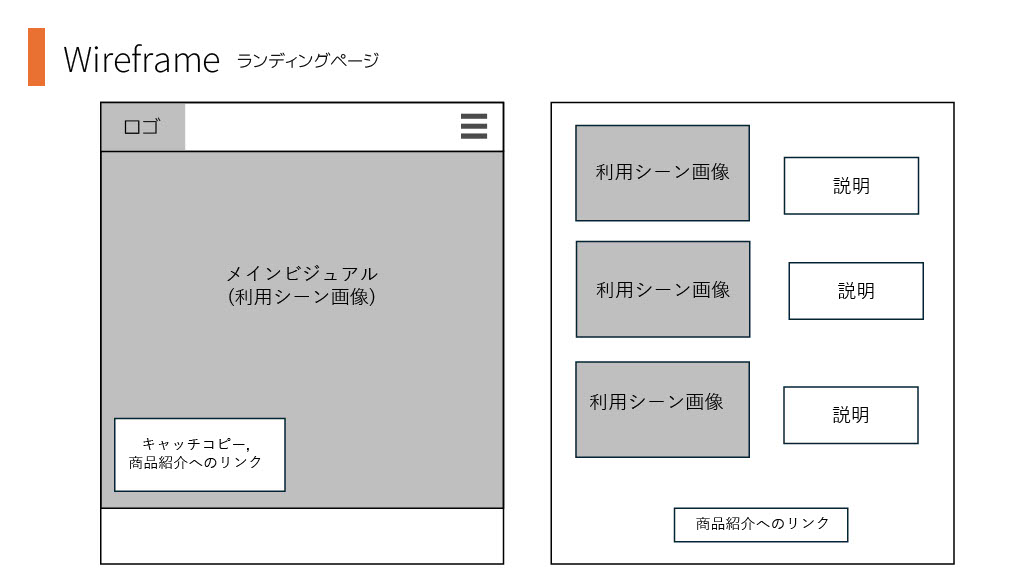 Wireframe ランディングページ
ロゴ
メインビジュアル
(利用シーン画像)
キャッチコピー,
商品紹介へのリンク
利用シーン画像
説明
利用シーン画像
説明
利用シーン画像
説明
商品紹介へのリンク